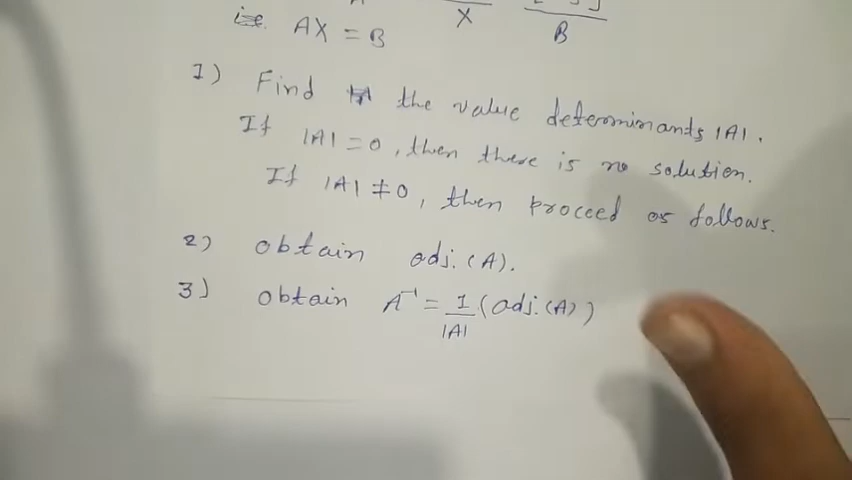 X B
ie. AX = B
1) Find the value determinants |A|.
If |A| = 0, then there is no solution.
If |A| ≠ 0, then proceed as follows.
2) obtain adj.(A).
3) obtain A⁻¹ = 1/|A| (adj.(A))